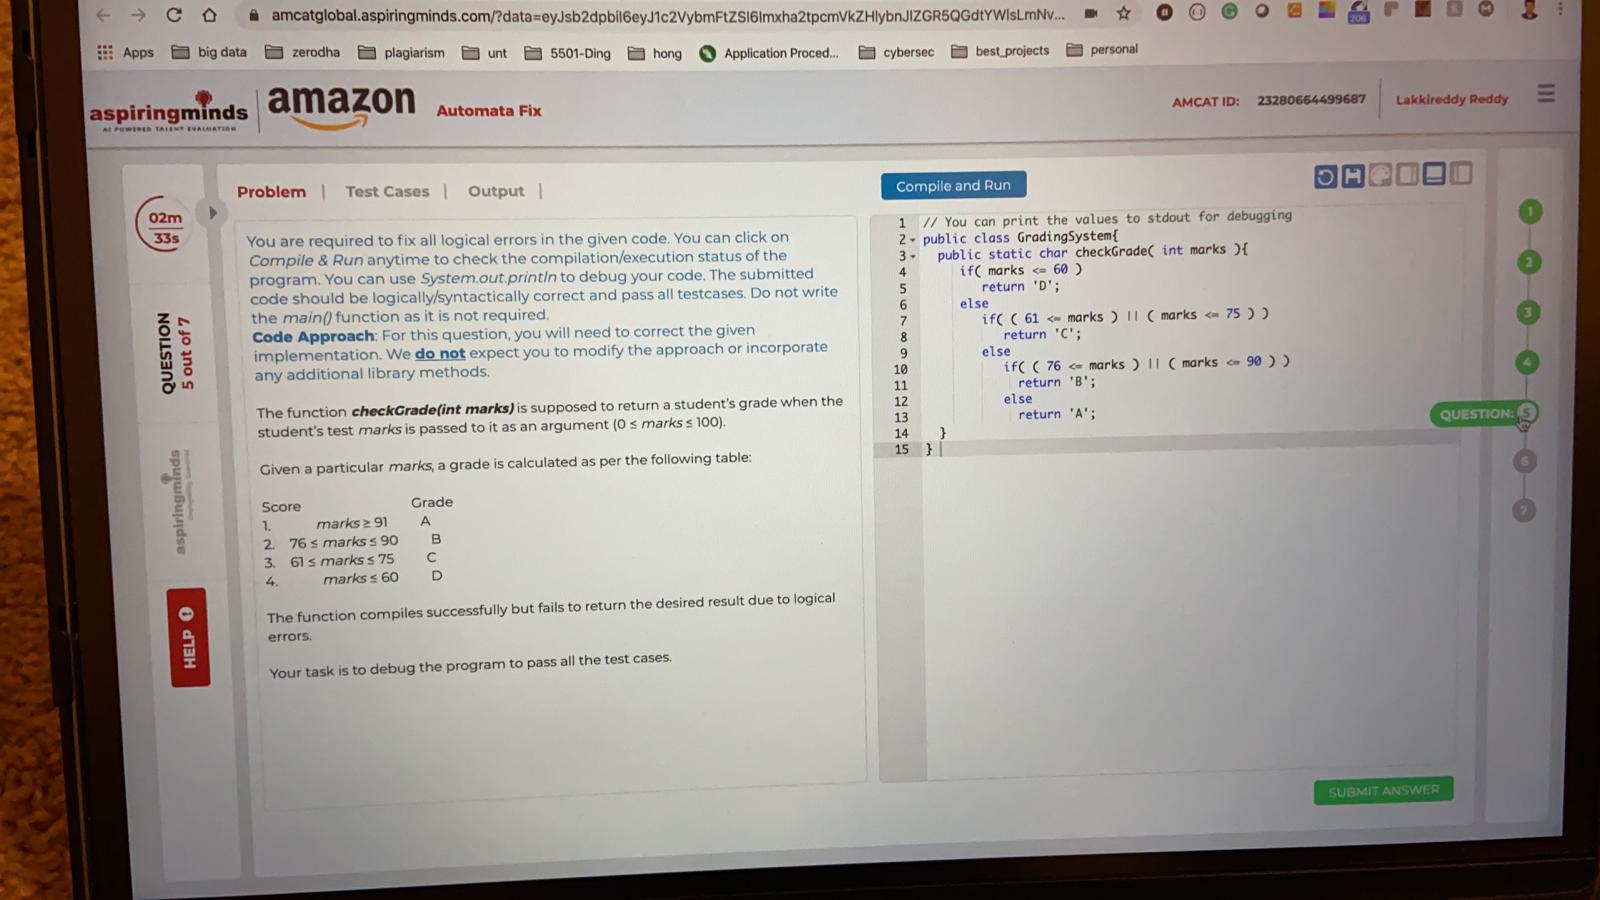 amcatglobal.aspiringminds.com/?data=
Apps big data zerodha plagiarism unt 5501-Ding hong Application Proced... cybersec best_projects personal
aspiringminds
AI POWERED TALENT EVALUATION
amazon
Automata Fix
AMCAT ID: 23280664499687
Lakkireddy Reddy
02m
33s
QUESTION
5 out of 7
aspiringminds
HELP
Problem | Test Cases | Output |
You are required to fix all logical errors in the given code. You can click on
Compile & Run anytime to check the compilation/execution status of the
program. You can use System.out.println to debug your code. The submitted
code should be logically/syntactically correct and pass all testcases. Do not write
the main() function as it is not required.
Code Approach: For this question, you will need to correct the given
implementation. We do not expect you to modify the approach or incorporate
any additional library methods.
The function checkGrade(int marks) is supposed to return a student's grade when the
student's test marks is passed to it as an argument (0 ≤ marks ≤ 100).
Given a particular marks, a grade is calculated as per the following table:
Score Grade
1. marks ≥ 91 A
2. 76 ≤ marks ≤ 90 B
3. 61 ≤ marks ≤ 75 C
4. marks ≤ 60 D
The function compiles successfully but fails to return the desired result due to logical
errors.
Your task is to debug the program to pass all the test cases.
Compile and Run
1 // You can print the values to stdout for debugging
2 public class GradingSystem{
3 public static char checkGrade( int marks ){
4 if( marks <= 60 )
5 return 'D';
6 else
7 if( ( 61 <= marks ) || ( marks <= 75 ) )
8 return 'C';
9 else
10 if( ( 76 <= marks ) || ( marks <= 90 ) )
11 return 'B';
12 else
13 return 'A';
14 }
15 }
SUBMIT ANSWER
1
2
3
4
QUESTION: 5
6
7
206